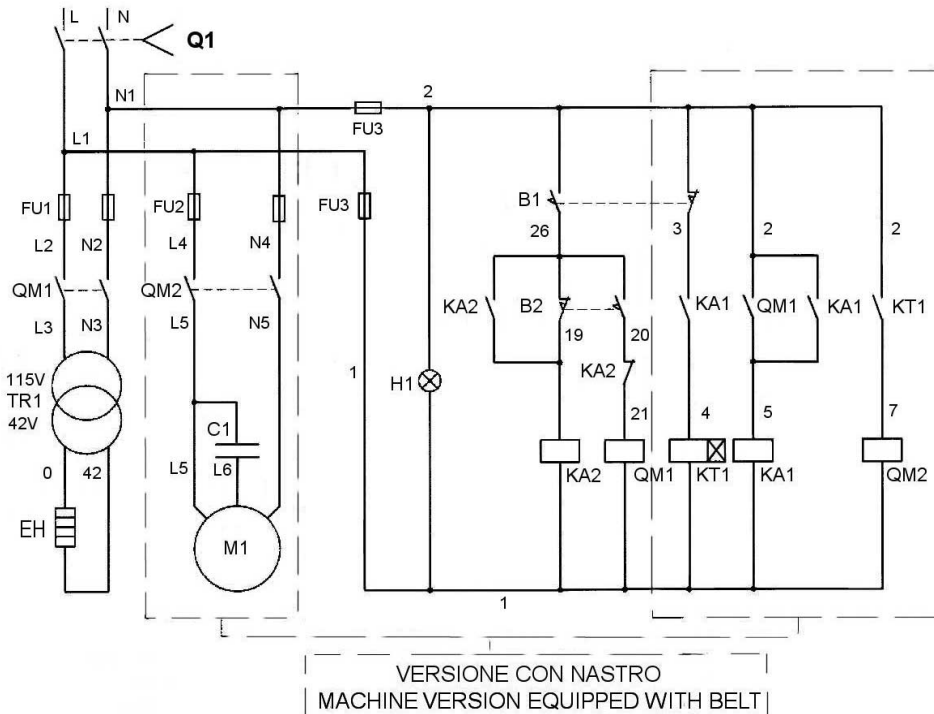 L N
Q1
N1 2
FU3
L1
FU1 FU2 FU3 B1
L2 N2 L4 N4 26 3 2 2
QM1 QM2 KA2 B2 KA1 QM1 KA1 KT1
L3 N3 L5 N5 19 20
115V 1 H1 KA2
TR1
42V C1 21 4 5 7
0 42 L5 L6 KA2 QM1 KT1 KA1 QM2
EH M1
1
VERSIONE CON NASTRO
MACHINE VERSION EQUIPPED WITH BELT